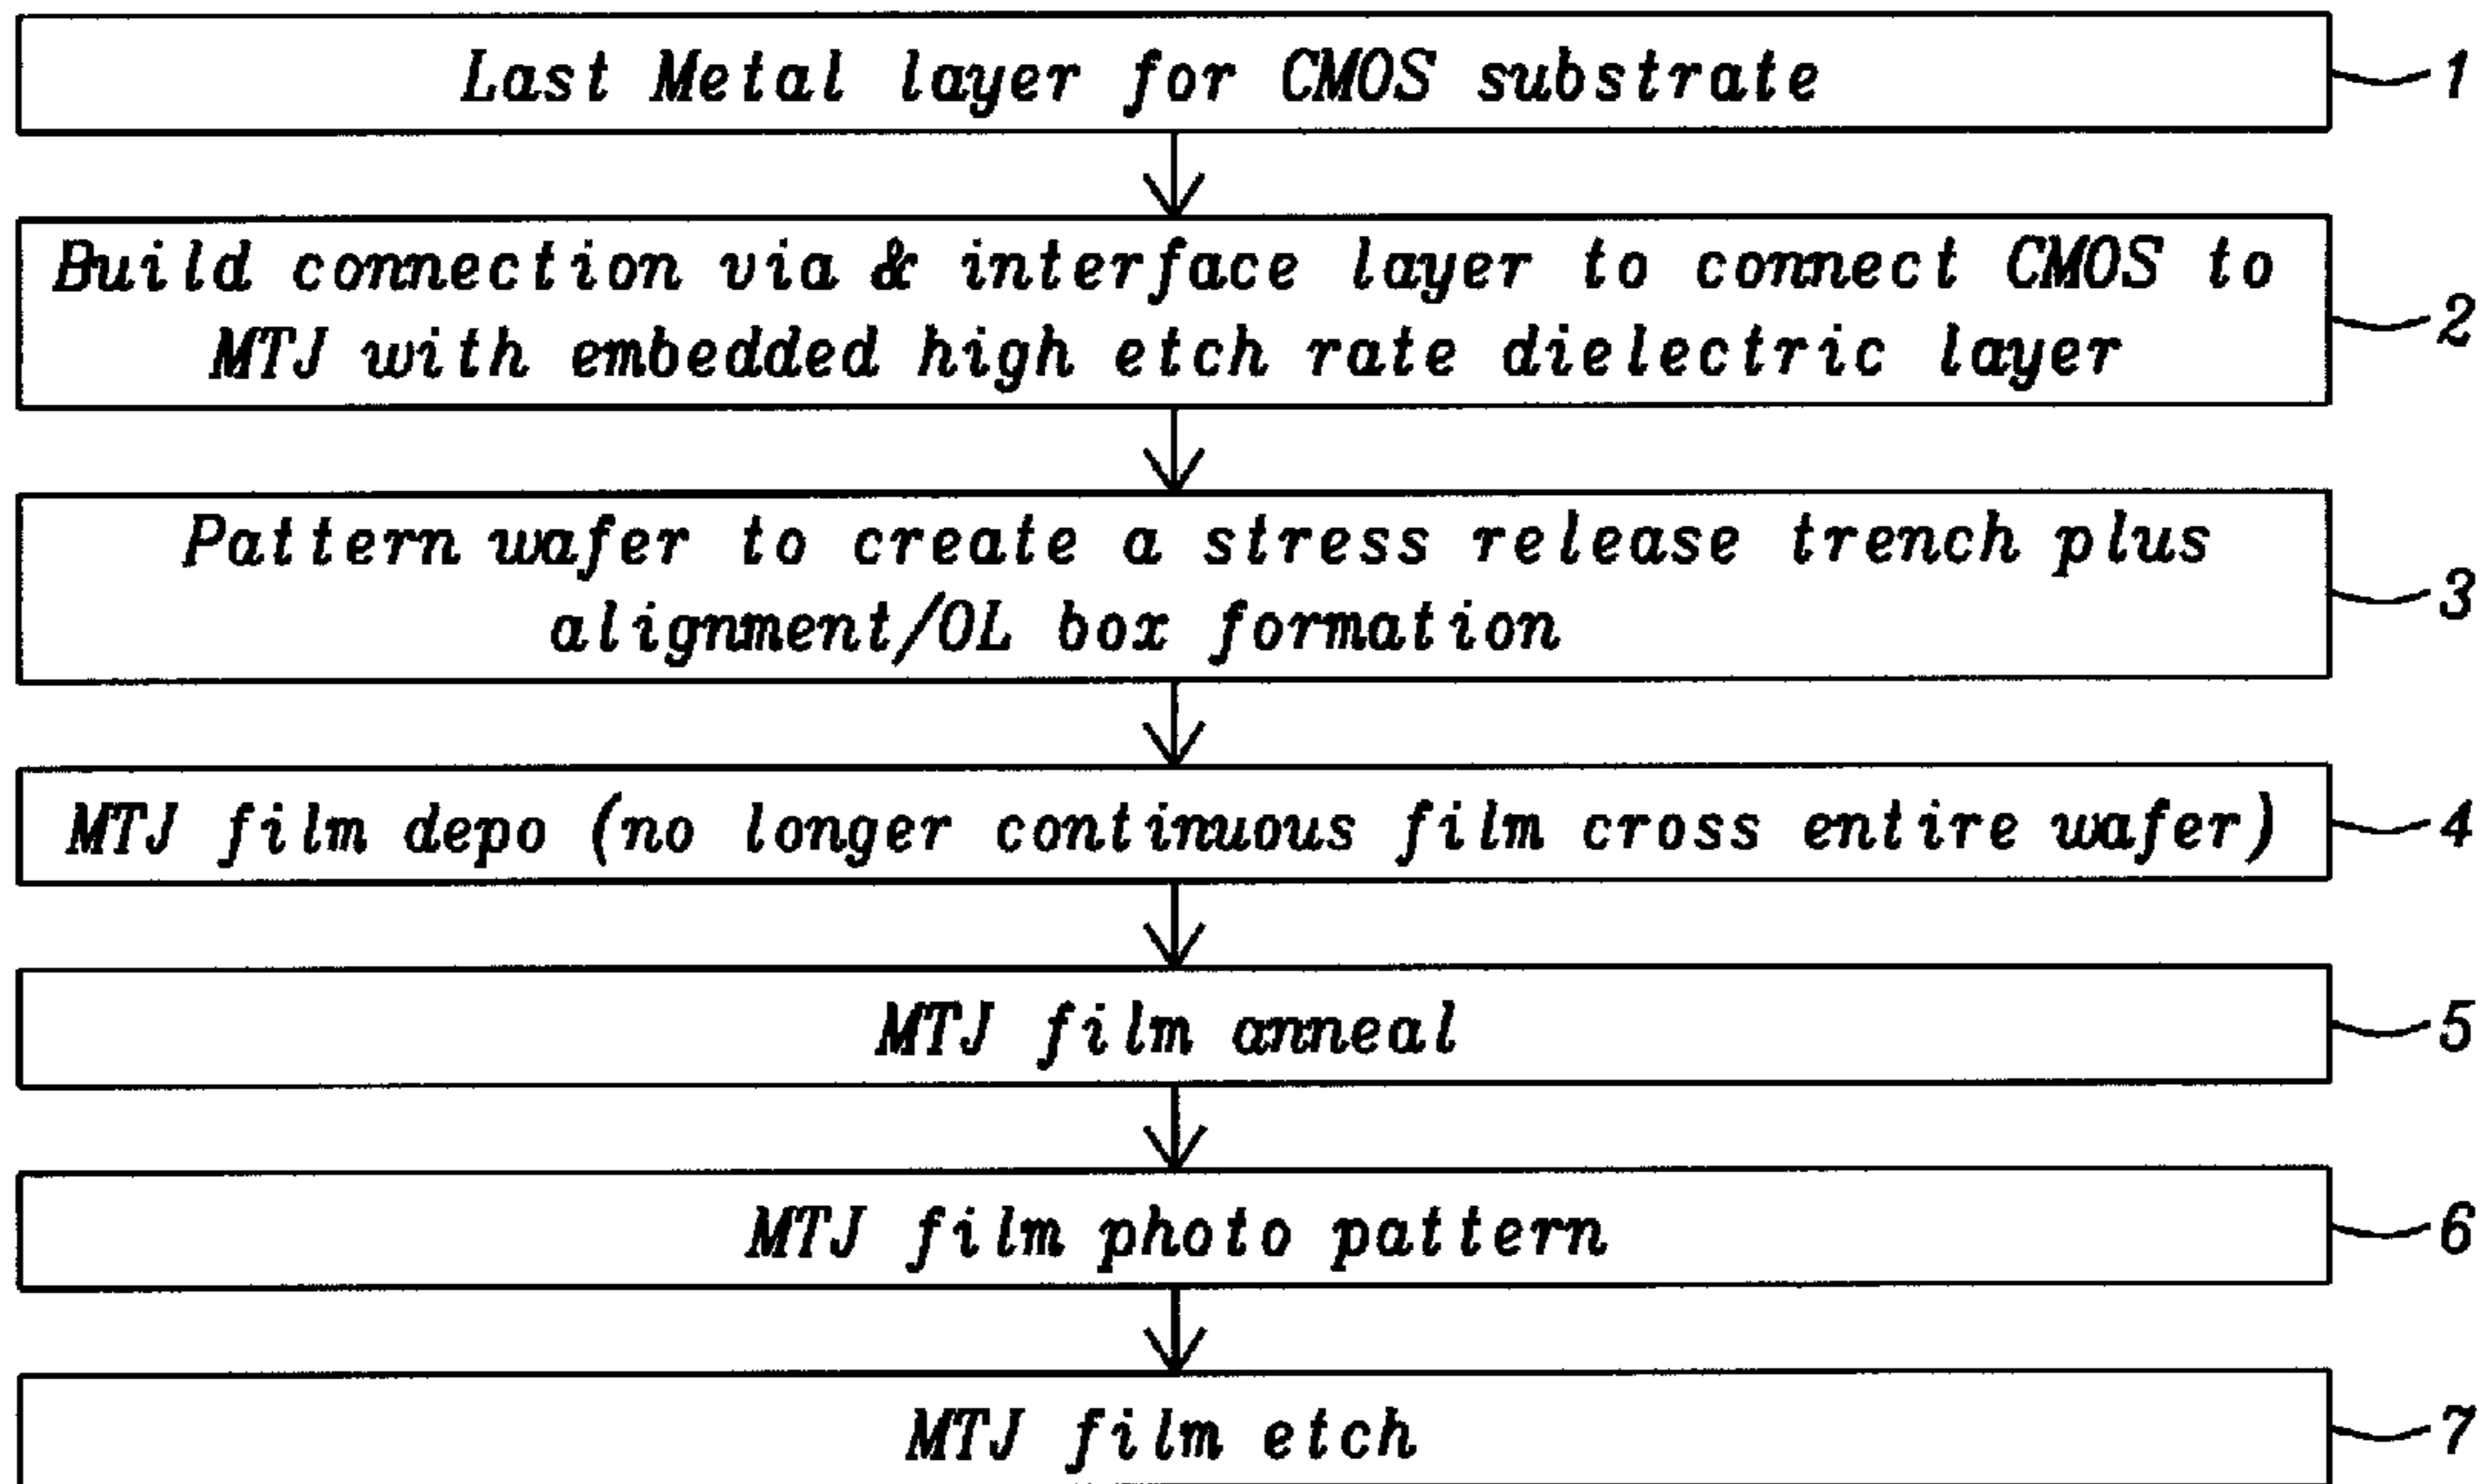 Last Metal layer for CMOS substrate
1
Build connection via & interface layer to connect CMOS to
MTJ with embedded high etch rate dielectric layer
2
Pattern wafer to create a stress release trench plus
alignment/OL box formation
3
MTJ film depo (no longer continuous film cross entire wafer)
4
MTJ film anneal
5
MTJ film photo pattern
6
MTJ film etch
7